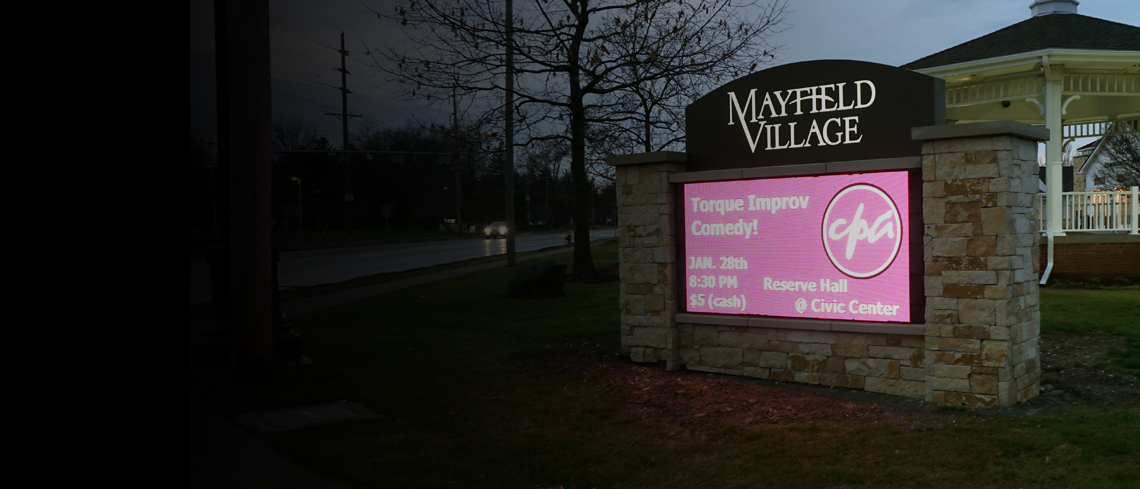 MAYFIELD
VILLAGE
Torque Improv
Comedy!
cpa
JAN. 28th
8:30 PM
Reserve Hall
$5 (cash)
@ Civic Center